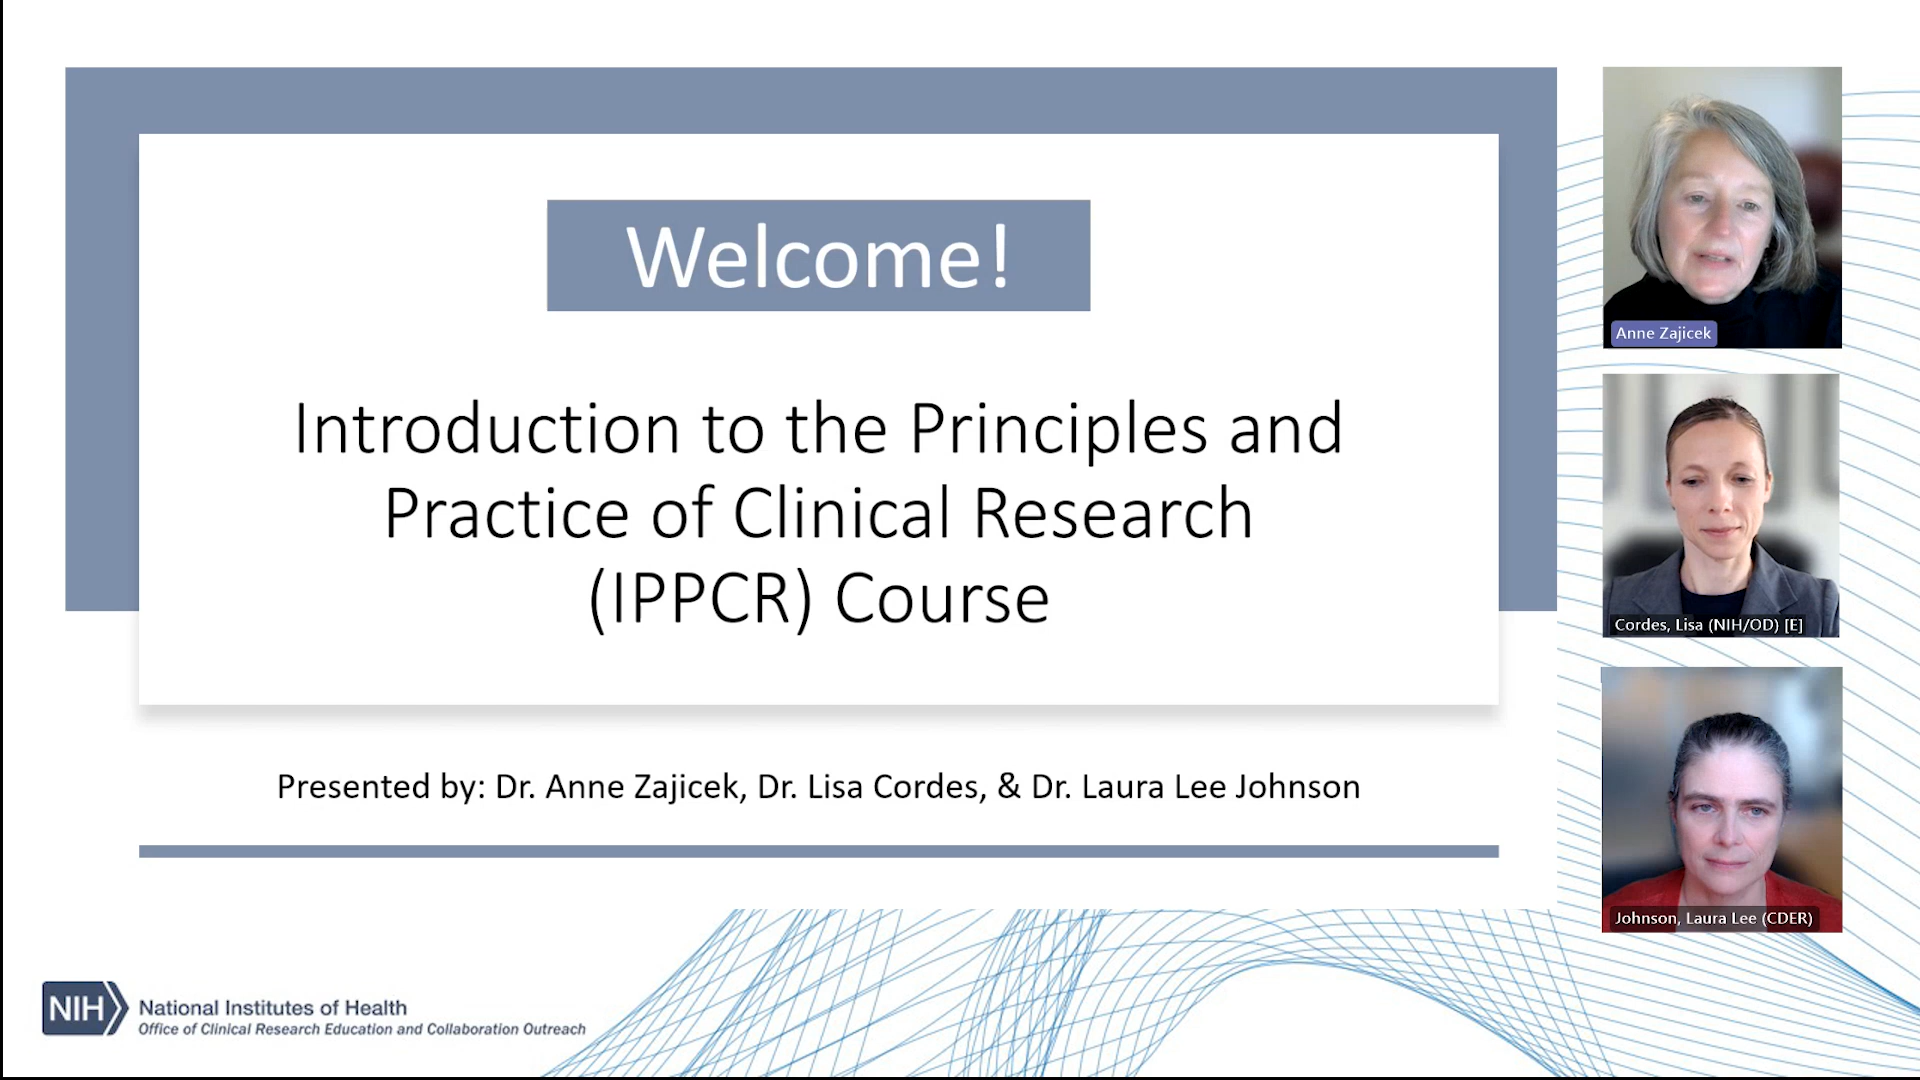 Welcome!
Introduction to the Principles and
Practice of Clinical Research
(IPPCR) Course
Presented by: Dr. Anne Zajicek, Dr. Lisa Cordes, & Dr. Laura Lee Johnson
Anne Zajicek
Cordes, Lisa (NIH/OD) [E]
Johnson, Laura Lee (CDER)
NIH
National Institutes of Health
Office of Clinical Research Education and Collaboration Outreach